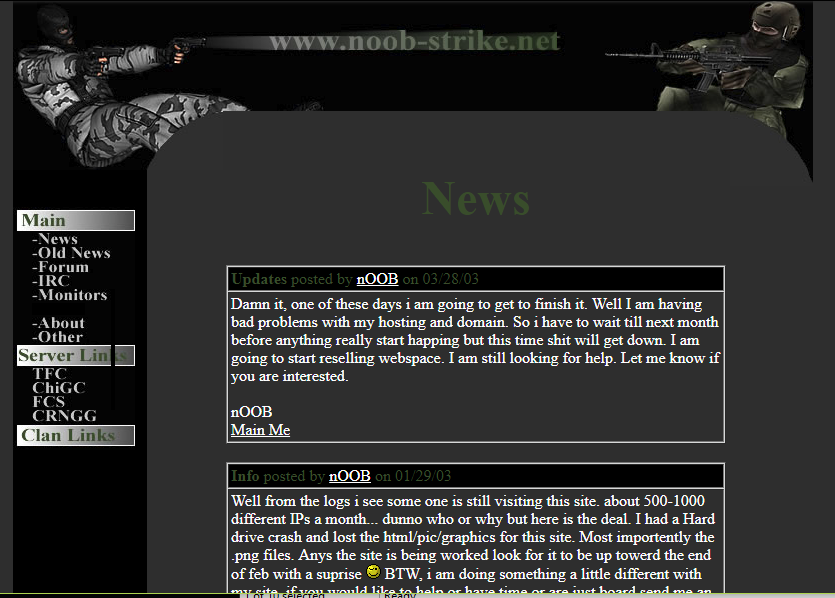 www.noob-strike.net
News
Main
-News
-Old News
-Forum
-IRC
-Monitors
-About
-Other
Server Links
TFC
ChiGC
FCS
CRNGG
Clan Links
Updates posted by nOOB on 03/28/03
Damn it, one of these days i am going to get to finish it. Well I am having
bad problems with my hosting and domain. So i have to wait till next month
before anything really start happing but this time shit will get down. I am
going to start reselling webspace. I am still looking for help. Let me know if
you are interested.
nOOB
Main Me
Info posted by nOOB on 01/29/03
Well from the logs i see some one is still visiting this site. about 500-1000
different IPs a month... dunno who or why but here is the deal. I had a Hard
drive crash and lost the html/pic/graphics for this site. Most importently the
.png files. Anys the site is being worked look for it to be up towerd the end
of feb with a suprise BTW, i am doing something a little different with
my site, if you would like to help or have time or are just board send me an
selected
Ready